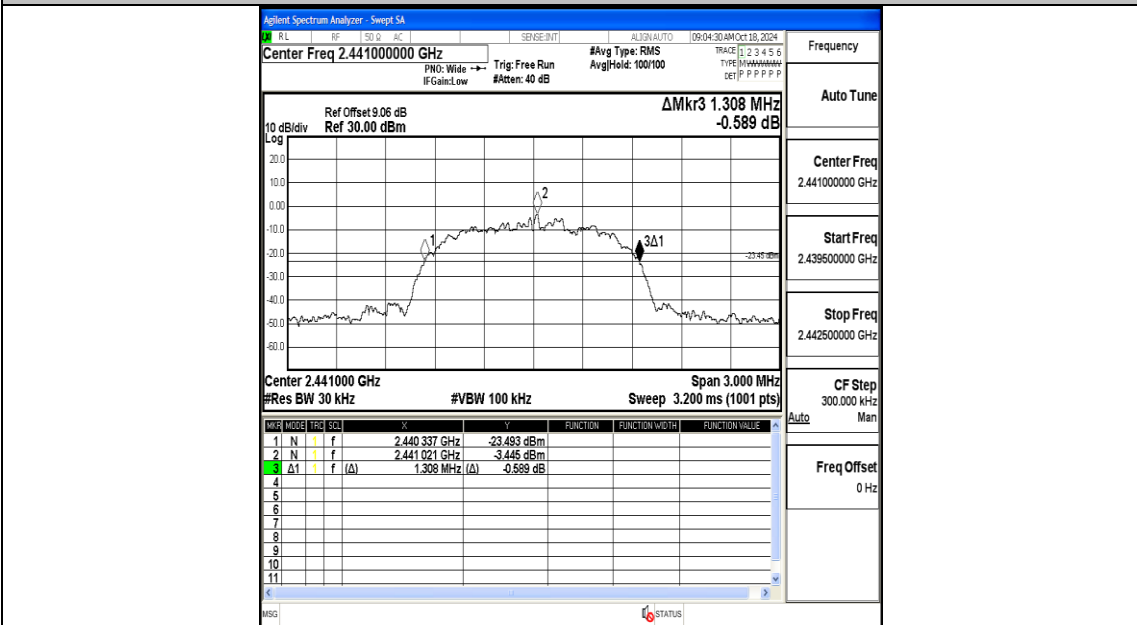 Agilent Spectrum Analyzer - Swept SA
RL RF 50 Ω AC SENSE:INT ALIGN AUTO 09:04:30 AM Oct 18, 2024
Center Freq 2.441000000 GHz
PNO: Wide
IFGain:Low
Trig: Free Run
#Atten: 40 dB
#Avg Type: RMS
Avg|Hold: 100/100
TRACE 1 2 3 4 5 6
TYPE M
DET P P P P P P
Frequency
Auto Tune
Center Freq
2.441000000 GHz
Start Freq
2.439500000 GHz
Stop Freq
2.442500000 GHz
CF Step
300.000 kHz
Auto Man
Freq Offset
0 Hz
Ref Offset 9.06 dB
10 dB/div Ref 30.00 dBm
Log
ΔMkr3 1.308 MHz
-0.589 dB
20.0
10.0
0.00
-10.0
-20.0
-30.0
-40.0
-50.0
-60.0
1
2
3Δ1
-23.45 dBm
Center 2.441000 GHz Span 3.000 MHz
#Res BW 30 kHz #VBW 100 kHz Sweep 3.200 ms (1001 pts)
MKR MODE TRC SCL X Y FUNCTION FUNCTION WIDTH FUNCTION VALUE
1 N 1 f 2.440 337 GHz -23.493 dBm
2 N 1 f 2.441 021 GHz -3.445 dBm
3 Δ1 1 f (Δ) 1.308 MHz (Δ) -0.589 dB
4
5
6
7
8
9
10
11
MSG STATUS